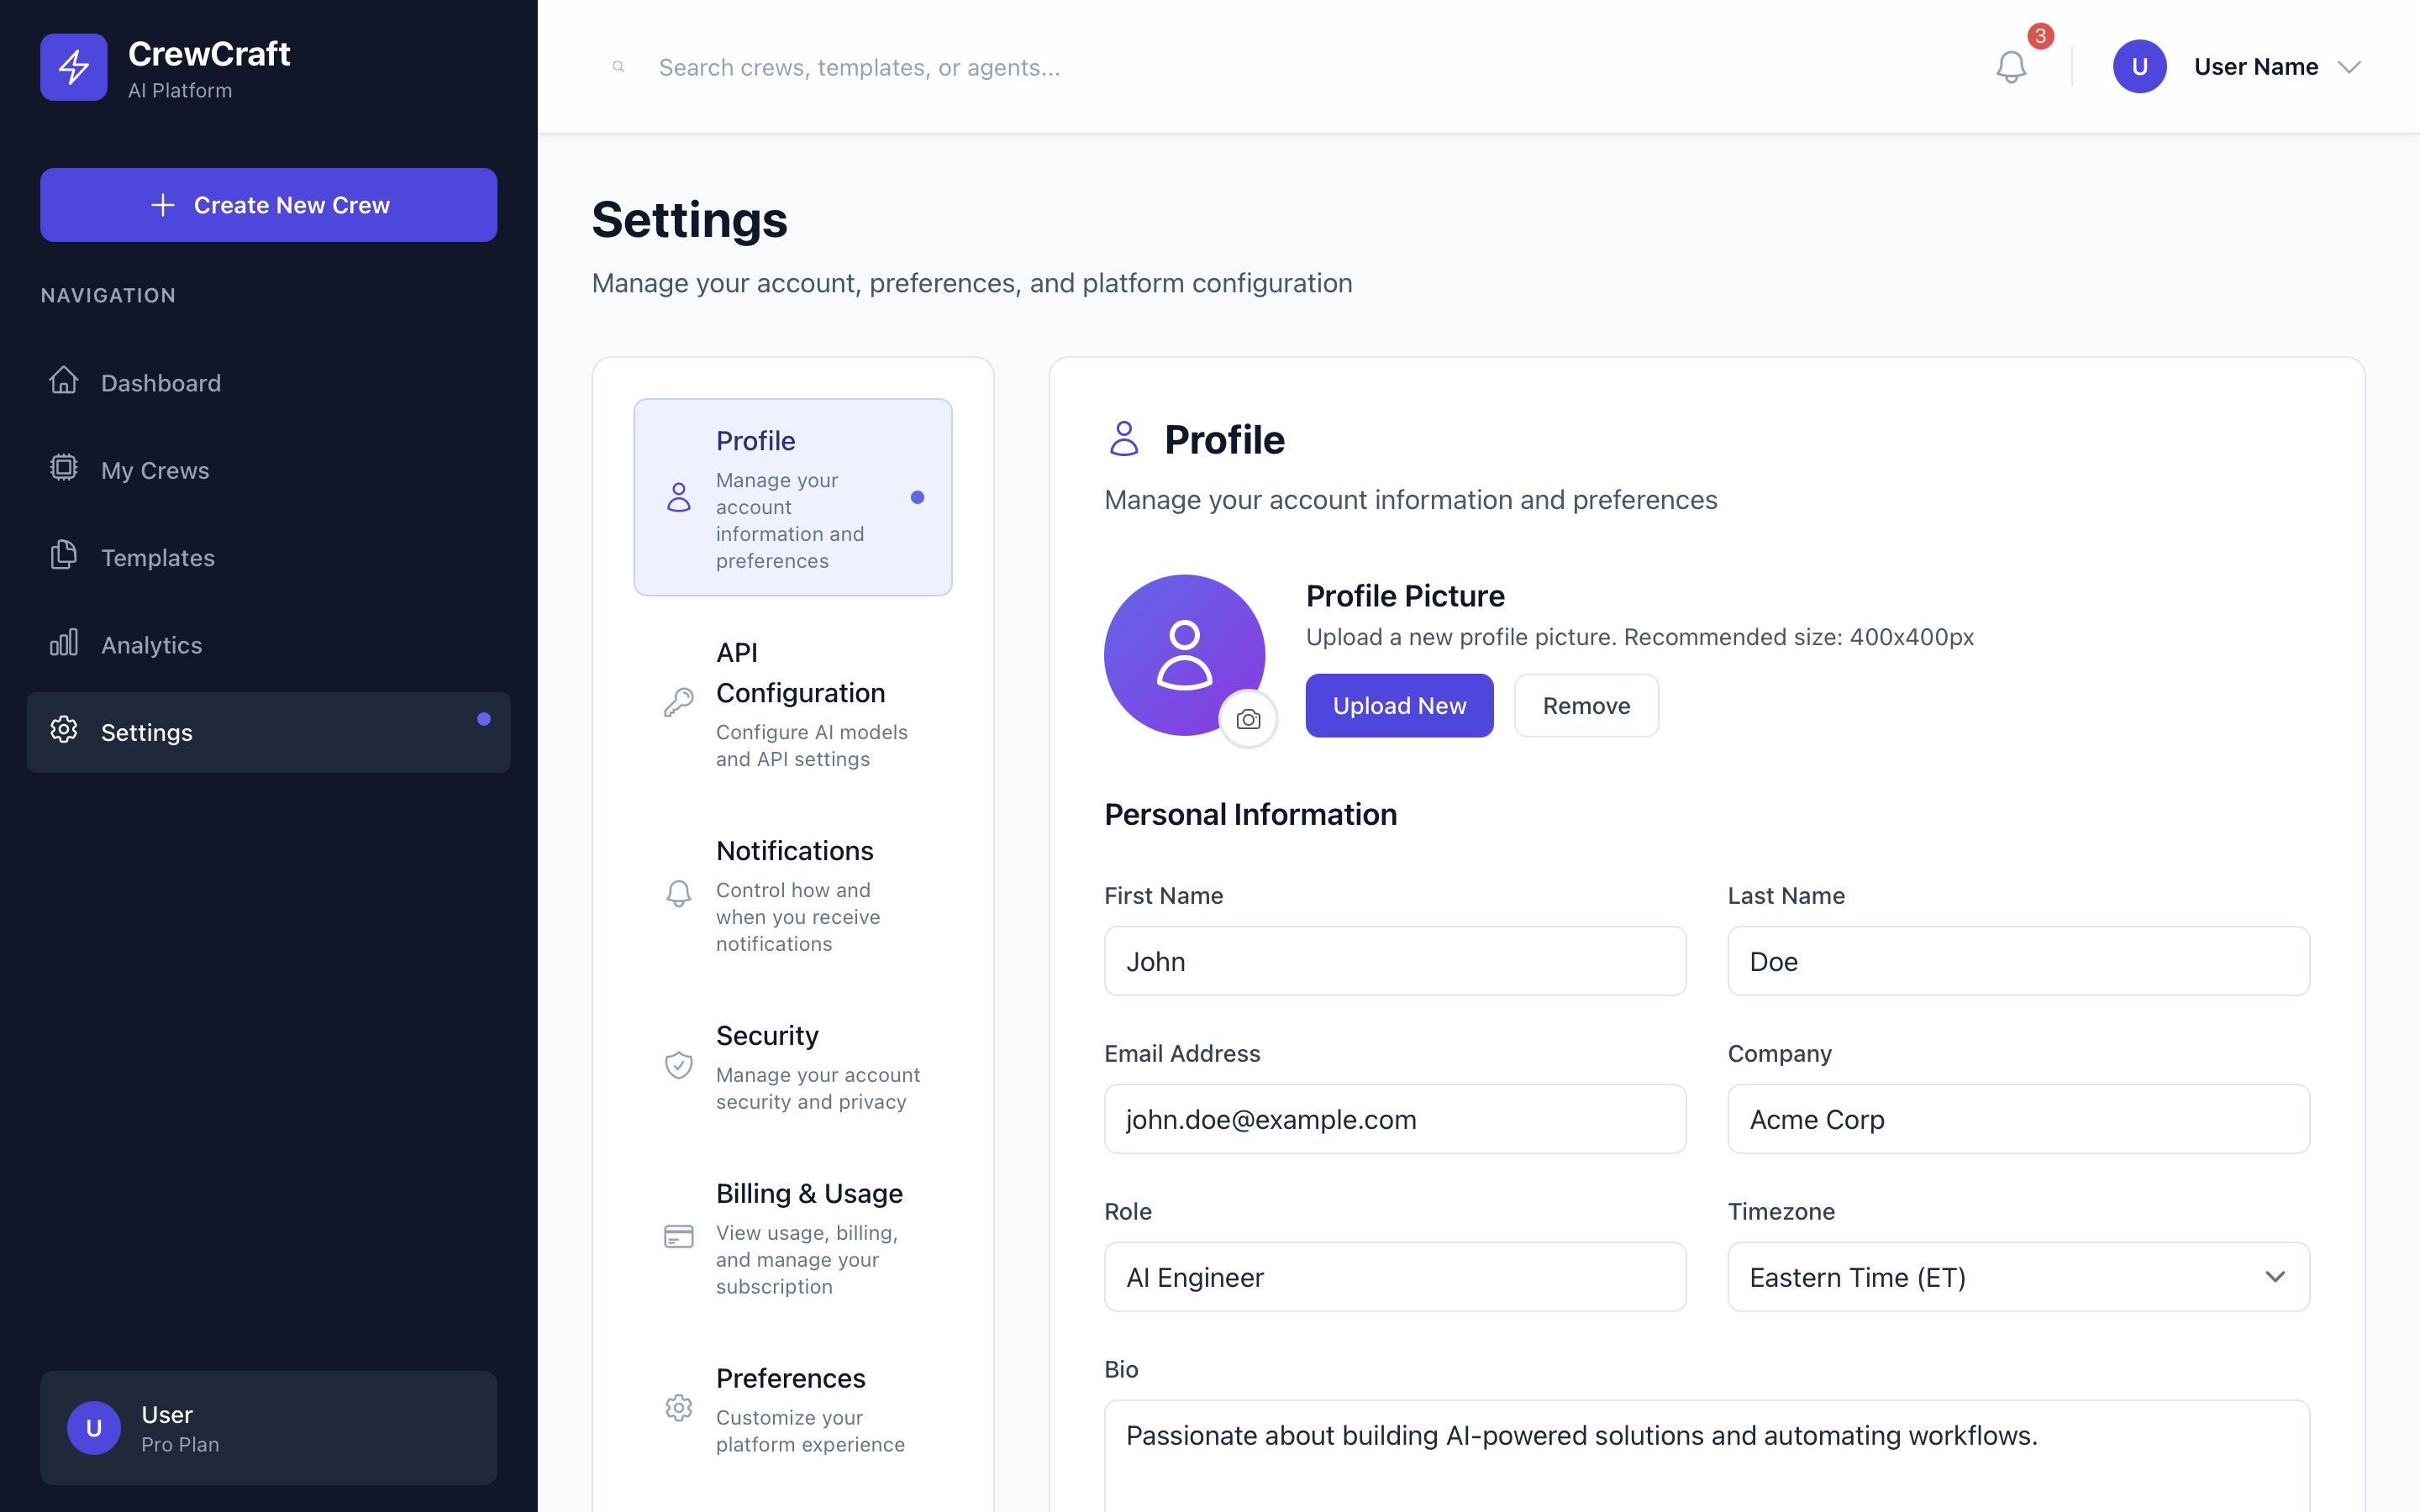 CrewCraft
AI Platform
Create New Crew
NAVIGATION
Dashboard
My Crews
Templates
Analytics
Settings
U
User
Pro Plan
Search crews, templates, or agents...
3
U
User Name
Settings
Manage your account, preferences, and platform configuration
Profile
Manage your
account
information and
preferences
API
Configuration
Configure AI models
and API settings
Notifications
Control how and
when you receive
notifications
Security
Manage your account
security and privacy
Billing & Usage
View usage, billing,
and manage your
subscription
Preferences
Customize your
platform experience
Profile
Manage your account information and preferences
Profile Picture
Upload a new profile picture. Recommended size: 400x400px
Upload New
Remove
Personal Information
First Name
John
Last Name
Doe
Email Address
john.doe@example.com
Company
Acme Corp
Role
AI Engineer
Timezone
Eastern Time (ET)
Bio
Passionate about building AI-powered solutions and automating workflows.